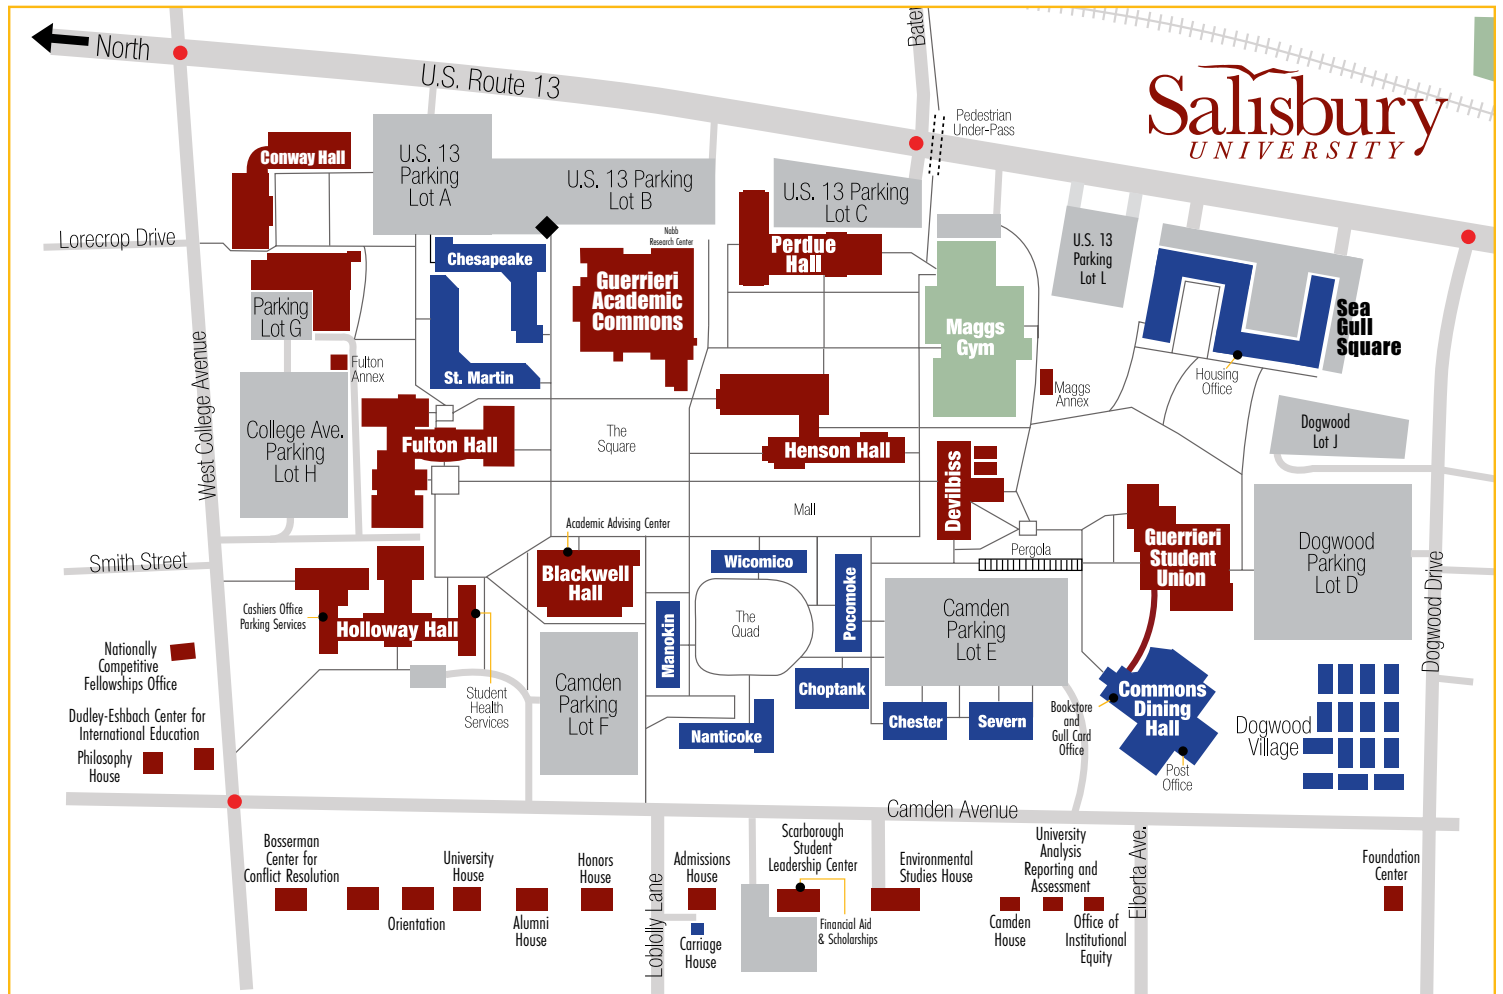 North
U.S. Route 13
Pedestrian
Under-Pass
Salisbury
UNIVERSITY
Conway Hall
U.S. 13
Parking
Lot A
U.S. 13 Parking
Lot B
U.S. 13 Parking
Lot C
Lorecrop Drive
Nabb
Research Center
Perdue
Hall
U.S. 13
Parking
Lot L
Chesapeake
Guerrieri
Academic
Commons
Parking
Lot G
Maggs
Gym
Sea
Gull
Square
Fulton
Annex
St. Martin
Housing
Office
Maggs
Annex
West College Avenue
College Ave.
Parking
Lot H
Fulton Hall
The
Square
Henson Hall
Dogwood
Lot J
Devilbiss
Mall
Academic Advising Center
Smith Street
Pergola
Guerrieri
Student
Union
Dogwood
Parking
Lot D
Dogwood Drive
Blackwell
Hall
Wicomico
Pocomoke
Cashiers Office
Parking Services
Holloway Hall
Manokin
The
Quad
Camden
Parking
Lot E
Nationally
Competitive
Fellowships Office
Student
Health
Services
Camden
Parking
Lot F
Choptank
Commons
Dining
Hall
Bookstore
and
Gull Card
Office
Dudley-Eshbach Center for
International Education
Nanticoke
Chester
Severn
Dogwood
Village
Philosophy
House
Post
Office
Camden Avenue
Bosserman
Center for
Conflict Resolution
University
House
Honors
House
Admissions
House
Scarborough
Student
Leadership Center
Environmental
Studies House
University
Analysis
Reporting and
Assessment
Foundation
Center
Orientation
Alumni
House
Loblolly Lane
Carriage
House
Financial Aid
& Scholarships
Camden
House
Office of
Institutional
Equity
Elberta Ave.